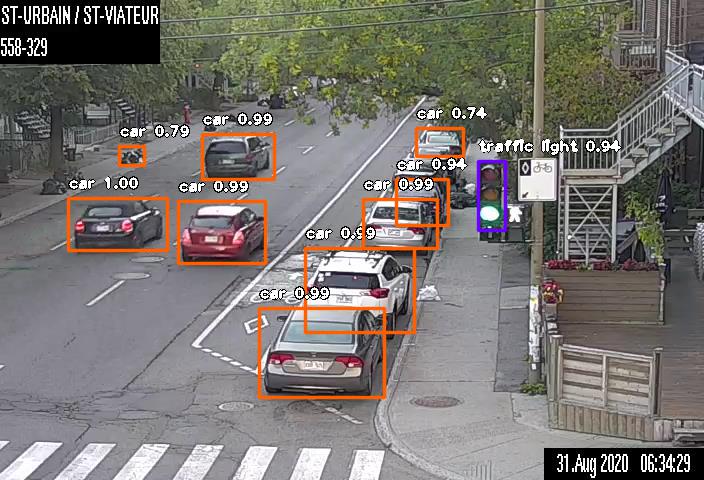 ST-URBAIN / ST-VIATEUR
558-329
car 0.74
car 0.99
car 0.79
traffic light 0.94
car 0.94
car 1.00
car 0.99
car 0.99
car 0.99
car 0.99
31.Aug 2020 06:34:29